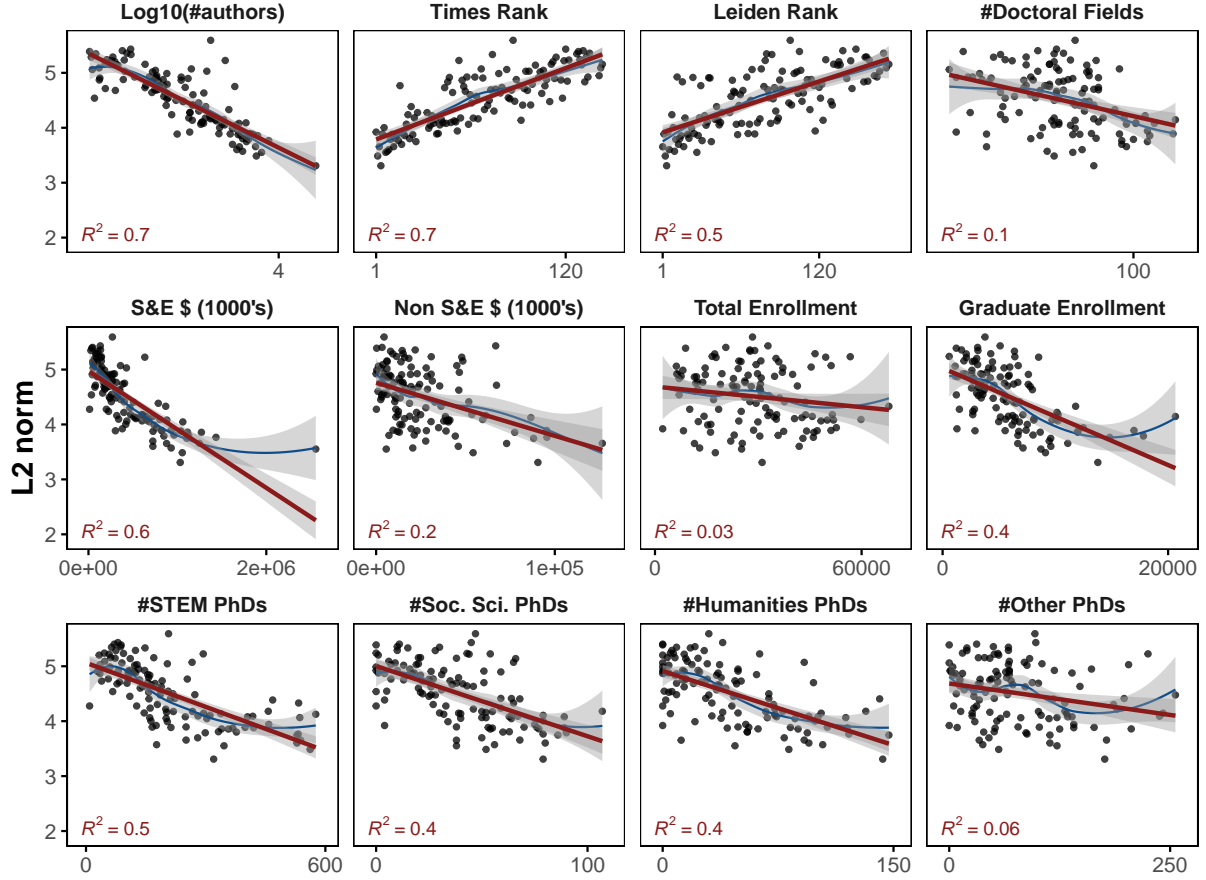 Log10(#authors) Times Rank Leiden Rank #Doctoral Fields
5
4
3
2
R² = 0.7 R² = 0.7 R² = 0.5 R² = 0.1
4 1 120 1 120 100
S&E $ (1000's) Non S&E $ (1000's) Total Enrollment Graduate Enrollment
L2 norm
5
4
3
2
R² = 0.6 R² = 0.2 R² = 0.03 R² = 0.4
0e+00 2e+06 0e+00 1e+05 0 60000 0 20000
#STEM PhDs #Soc. Sci. PhDs #Humanities PhDs #Other PhDs
5
4
3
2
R² = 0.5 R² = 0.4 R² = 0.4 R² = 0.06
0 600 0 100 0 150 0 250